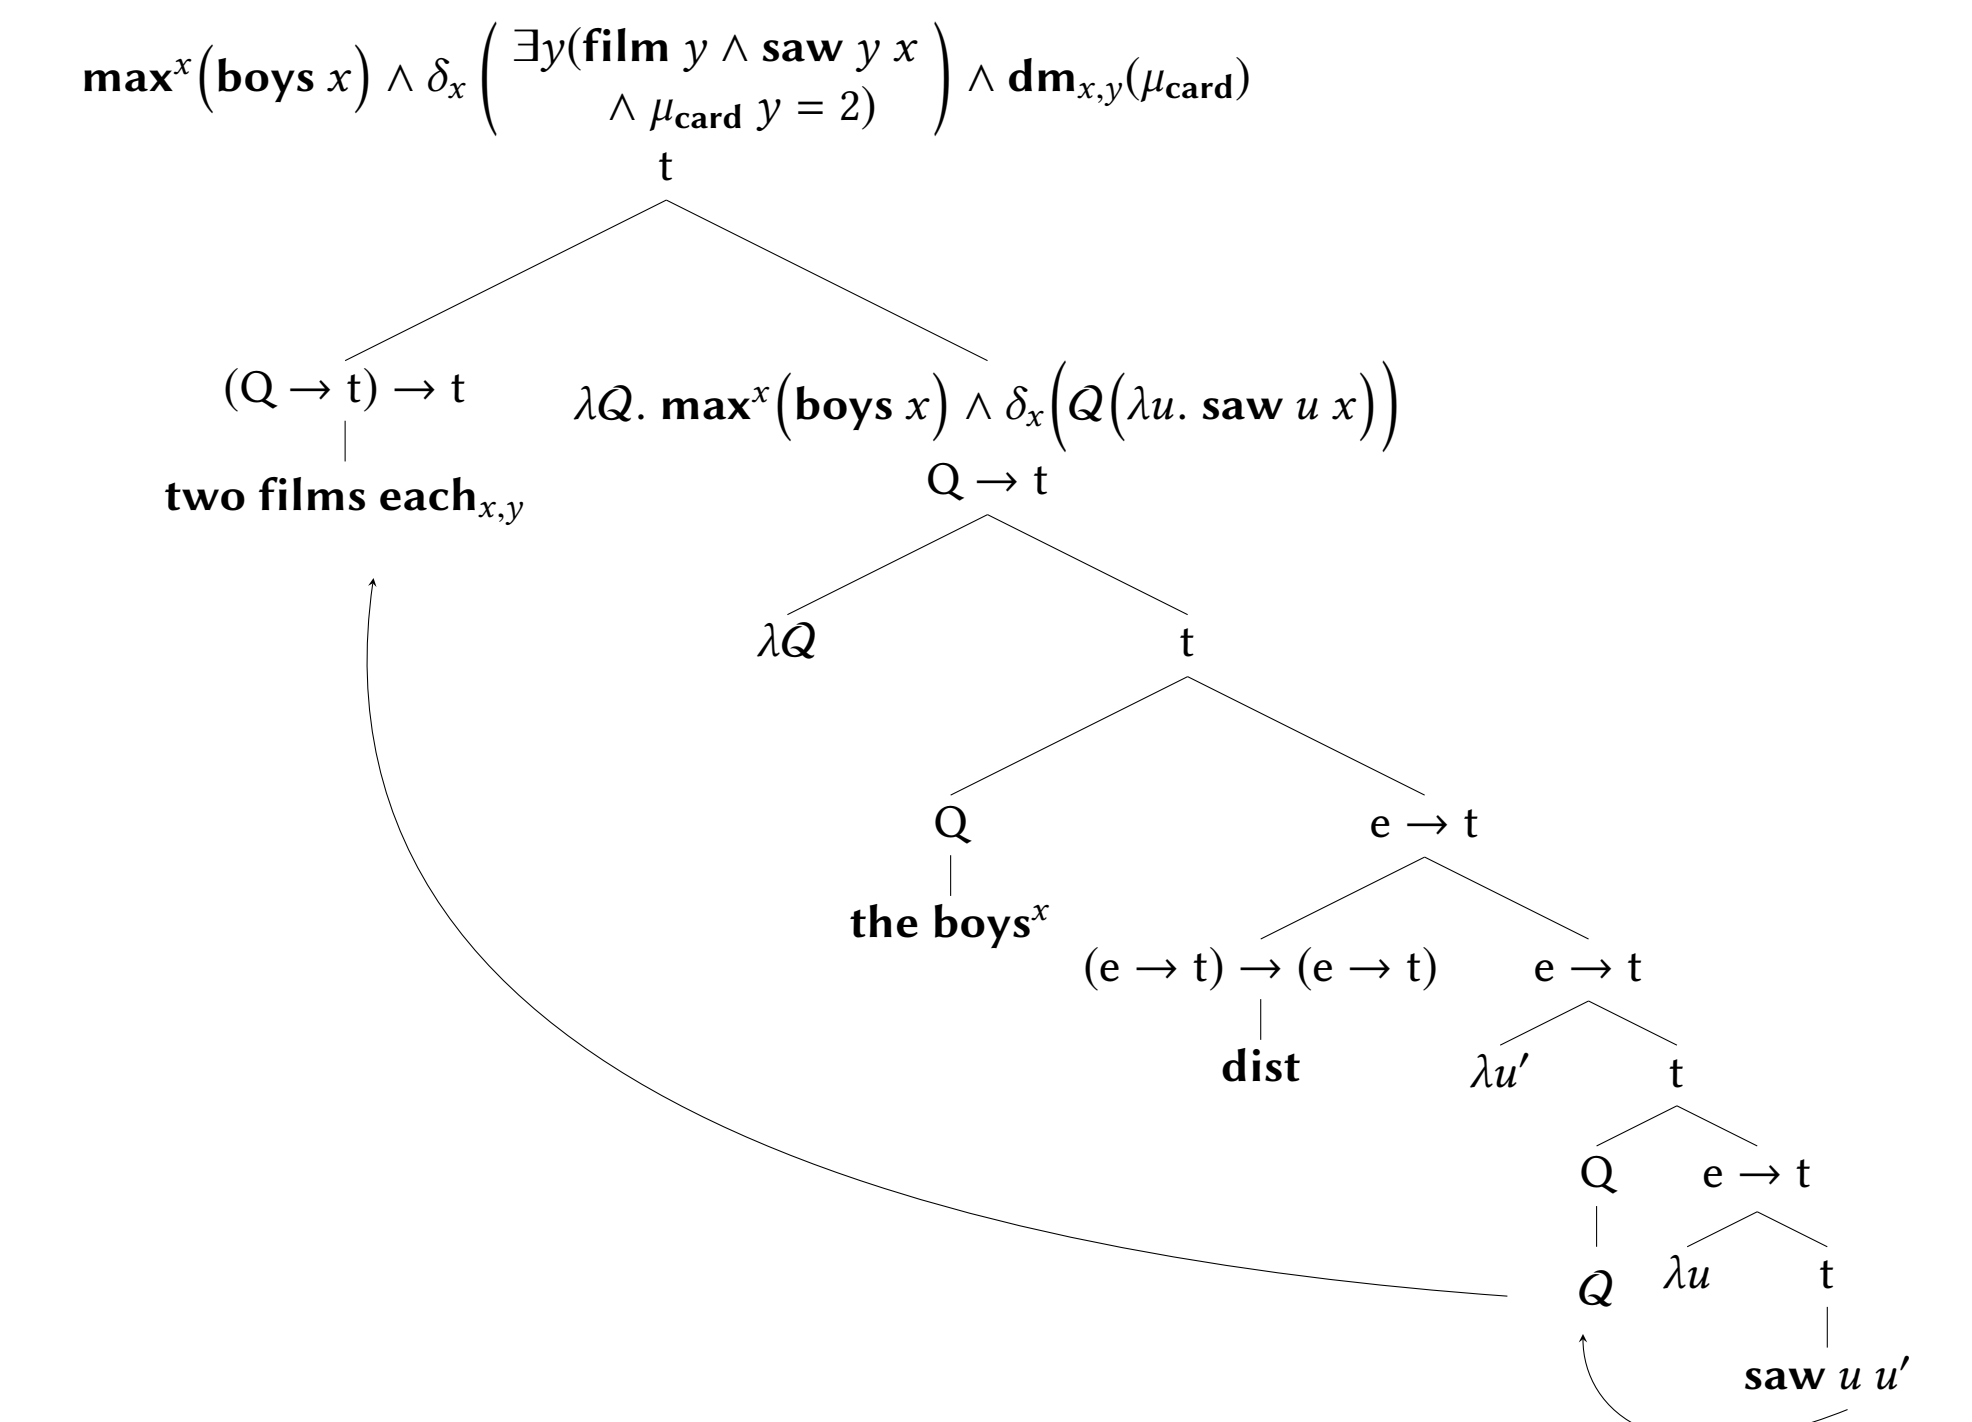 max^x(boys x) ∧ δ_x ( ∃y(film y ∧ saw y x ∧ μ_card y = 2) ) ∧ dm_{x,y}(μ_card)
t
(Q → t) → t
λ𝒬. max^x(boys x) ∧ δ_x(𝒬(λu. saw u x))
Q → t
two films each_{x,y}
λ𝒬 t
Q e → t
the boys^x
(e → t) → (e → t) e → t
dist λu′ t
Q e → t
𝒬 λu t
saw u u′